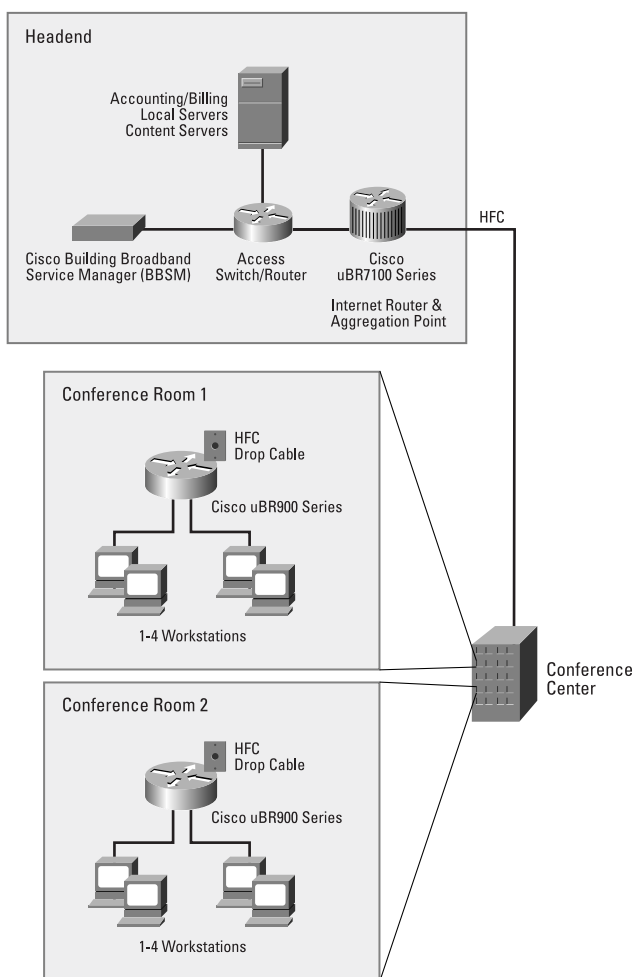 Headend
Accounting/Billing
Local Servers
Content Servers
HFC
Cisco Building Broadband
Service Manager (BBSM)
Access
Switch/Router
Cisco
uBR7100 Series
Internet Router &
Aggregation Point
Conference Room 1
HFC
Drop Cable
Cisco uBR900 Series
1-4 Workstations
Conference
Center
Conference Room 2
HFC
Drop Cable
Cisco uBR900 Series
1-4 Workstations